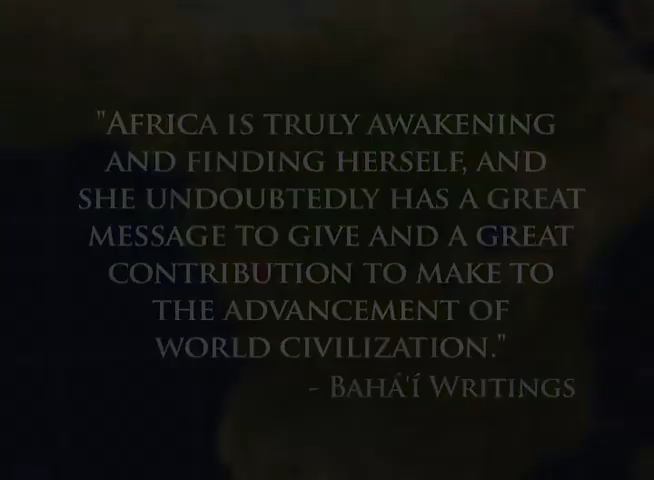 "Africa is truly awakening
and finding herself, and
she undoubtedly has a great
message to give and a great
contribution to make to
the advancement of
world civilization."
- Bahá'í Writings